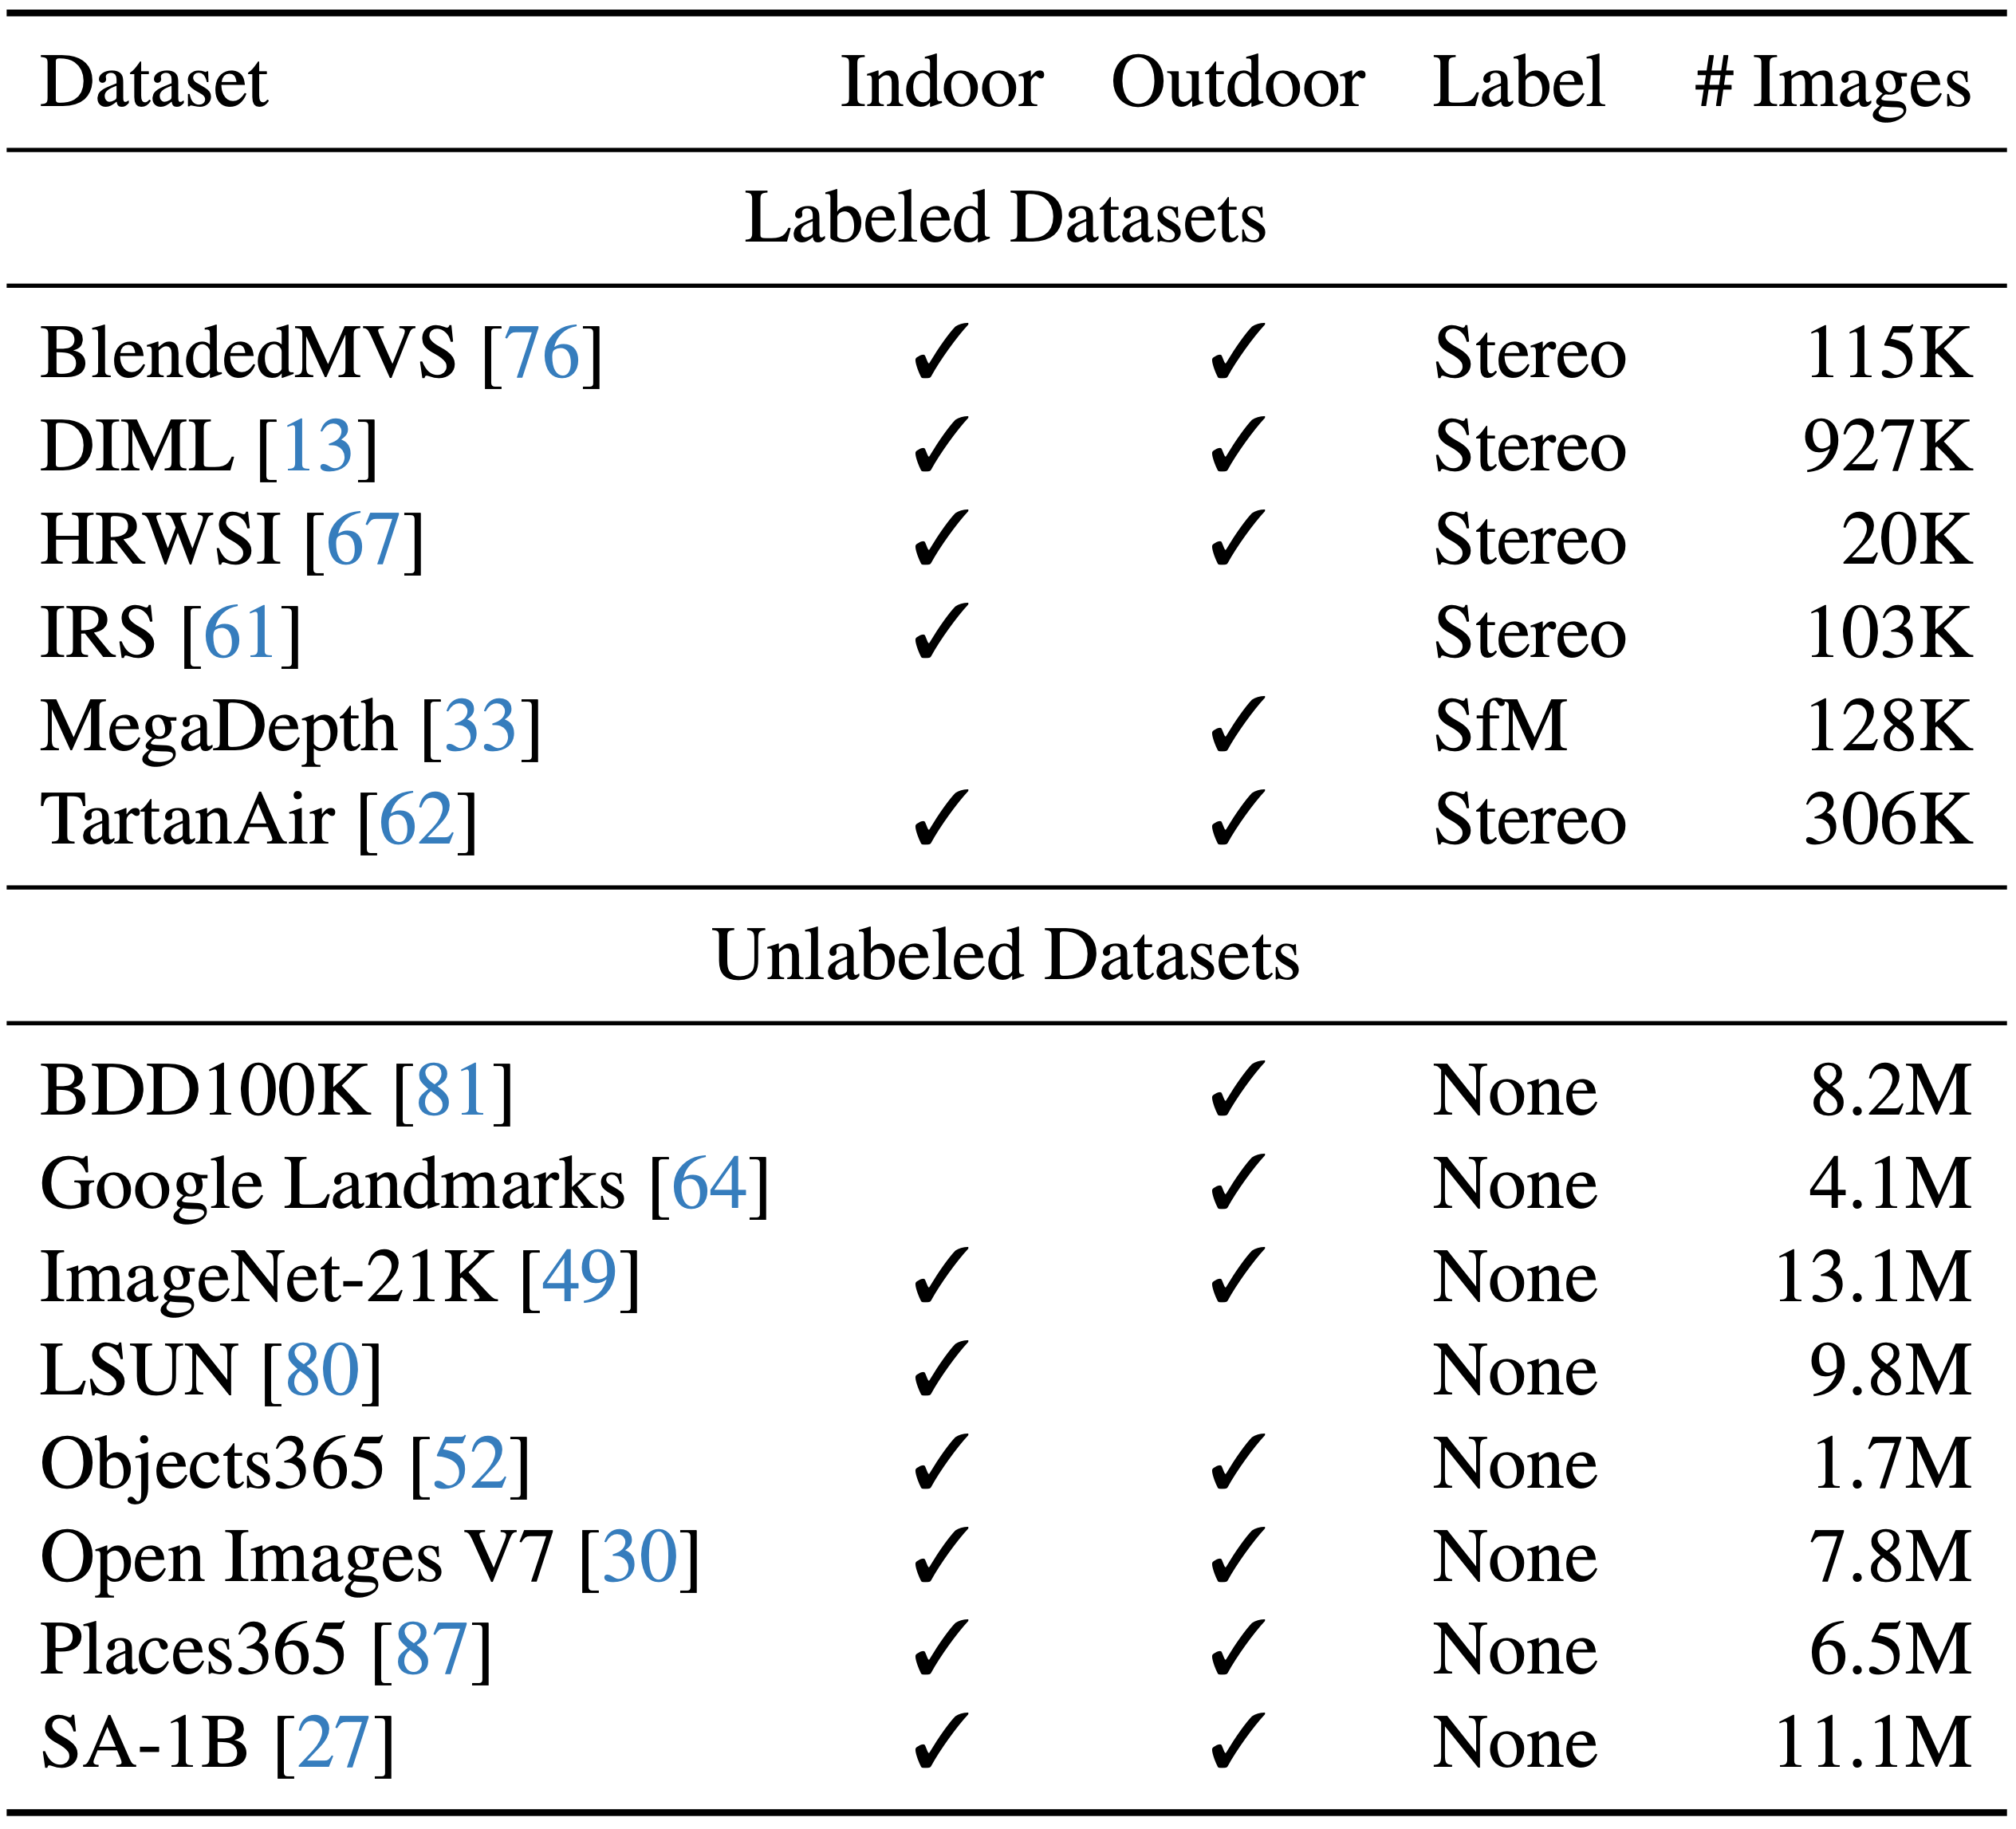 Dataset Indoor Outdoor Label # Images
Labeled Datasets
BlendedMVS [76] ✓ ✓ Stereo 115K
DIML [13] ✓ ✓ Stereo 927K
HRWSI [67] ✓ ✓ Stereo 20K
IRS [61] ✓ Stereo 103K
MegaDepth [33] ✓ SfM 128K
TartanAir [62] ✓ ✓ Stereo 306K
Unlabeled Datasets
BDD100K [81] ✓ None 8.2M
Google Landmarks [64] ✓ None 4.1M
ImageNet-21K [49] ✓ ✓ None 13.1M
LSUN [80] ✓ None 9.8M
Objects365 [52] ✓ ✓ None 1.7M
Open Images V7 [30] ✓ ✓ None 7.8M
Places365 [87] ✓ ✓ None 6.5M
SA-1B [27] ✓ ✓ None 11.1M